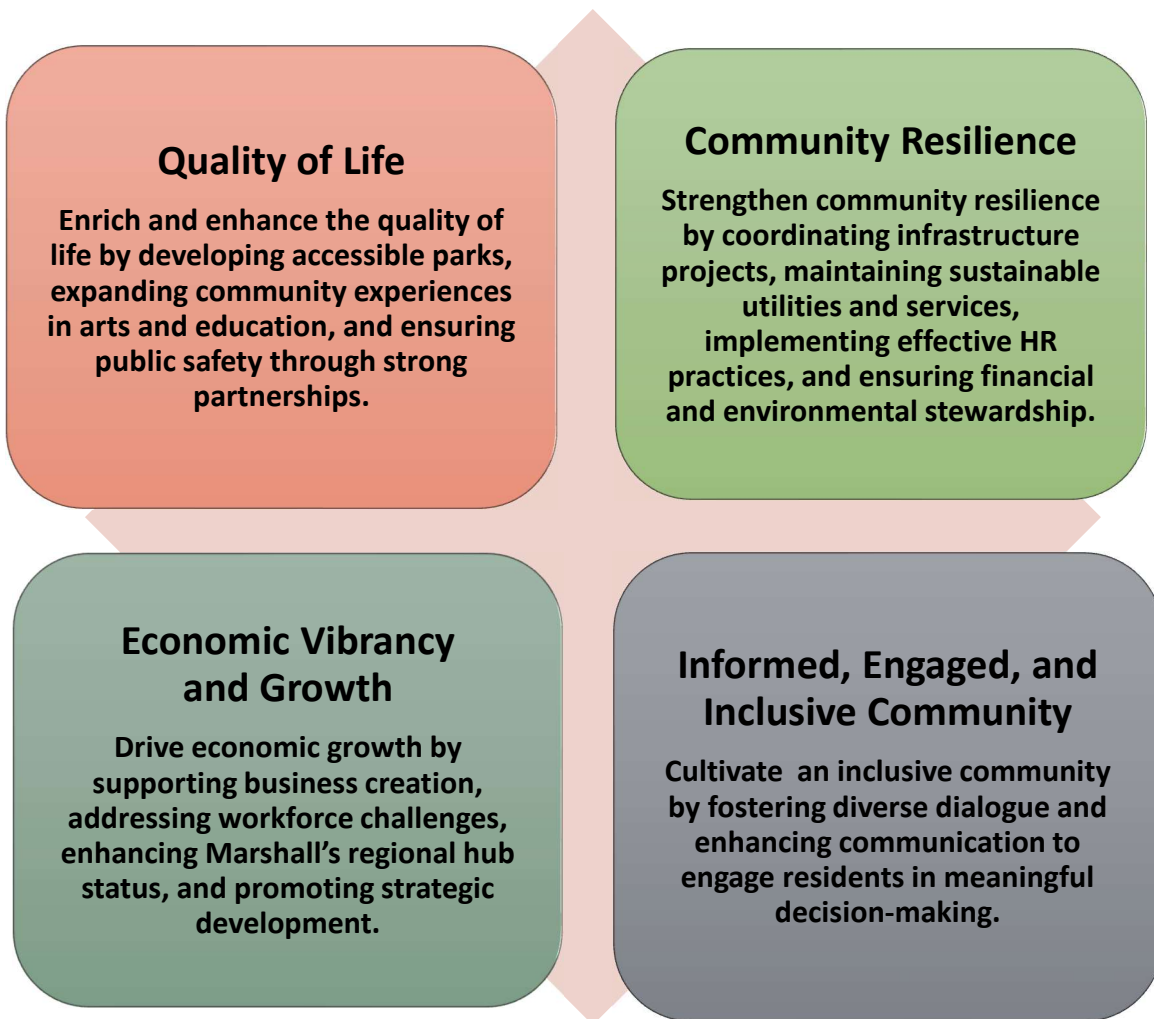 Quality of Life
Enrich and enhance the quality of
life by developing accessible parks,
expanding community experiences
in arts and education, and ensuring
public safety through strong
partnerships.
Community Resilience
Strengthen community resilience
by coordinating infrastructure
projects, maintaining sustainable
utilities and services,
implementing effective HR
practices, and ensuring financial
and environmental stewardship.
Economic Vibrancy
and Growth
Drive economic growth by
supporting business creation,
addressing workforce challenges,
enhancing Marshall’s regional hub
status, and promoting strategic
development.
Informed, Engaged, and
Inclusive Community
Cultivate  an inclusive community
by fostering diverse dialogue and
enhancing communication to
engage residents in meaningful
decision-making.